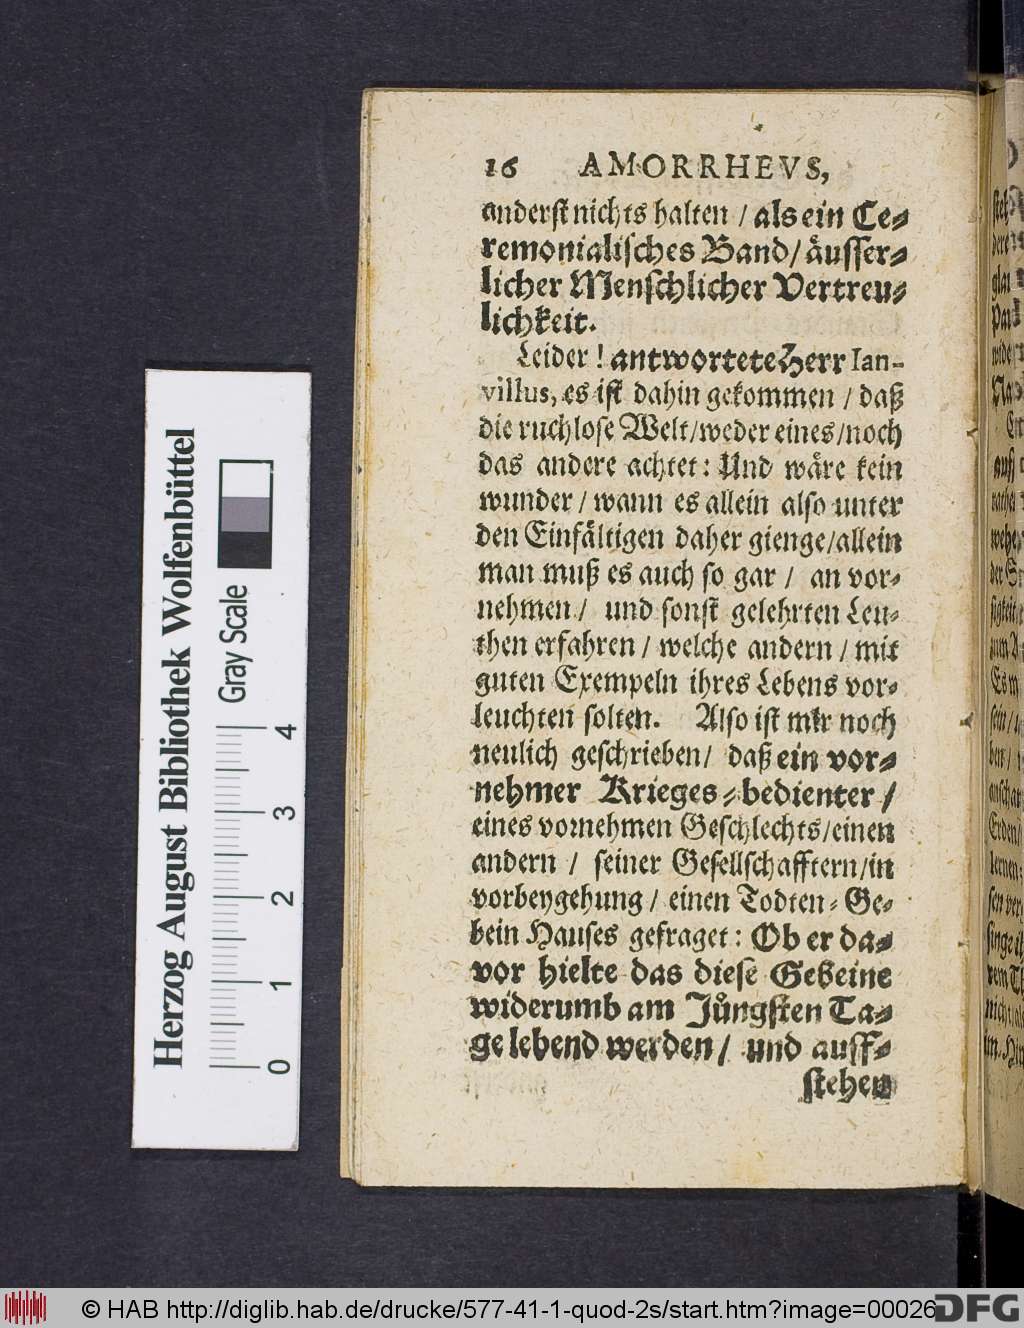 16 AMORRHEVS,
anderst nichts halten / als ein Ce-
remonialisches Band/ äusser-
licher Menschlicher Vertreu-
lichkeit.
Leider ! antwortete Herr Ian-
villus, es ist dahin gekommen / daß
die ruchlose Welt/weder eines/noch
das andere achtet: Und wäre kein
wunder / wann es allein also unter
den Einfältigen daher gienge/allein
man muß es auch so gar / an vor-
nehmen / und sonst gelehrten Leu-
then erfahren / welche andern / mit
guten Exempeln ihres Lebens vor-
leuchten solten. Also ist mir noch
neulich geschrieben/ daß ein vor-
nehmer Krieges-bedienter /
eines vornehmen Geschlechts/einen
andern / seiner Gesellschafftern/in
vorbeygehung / einen Todten-Ge-
bein Hauses gefraget: Ob er da-
vor hielte das diese Gebeine
widerumb am Jůngsten Ta-
ge lebend werden / und auff-
stehen
Herzog August Bibliothek Wolfenbüttel
Gray Scale
0 1 2 3 4
© HAB http://diglib.hab.de/drucke/577-41-1-quod-2s/start.htm?image=00026
DFG